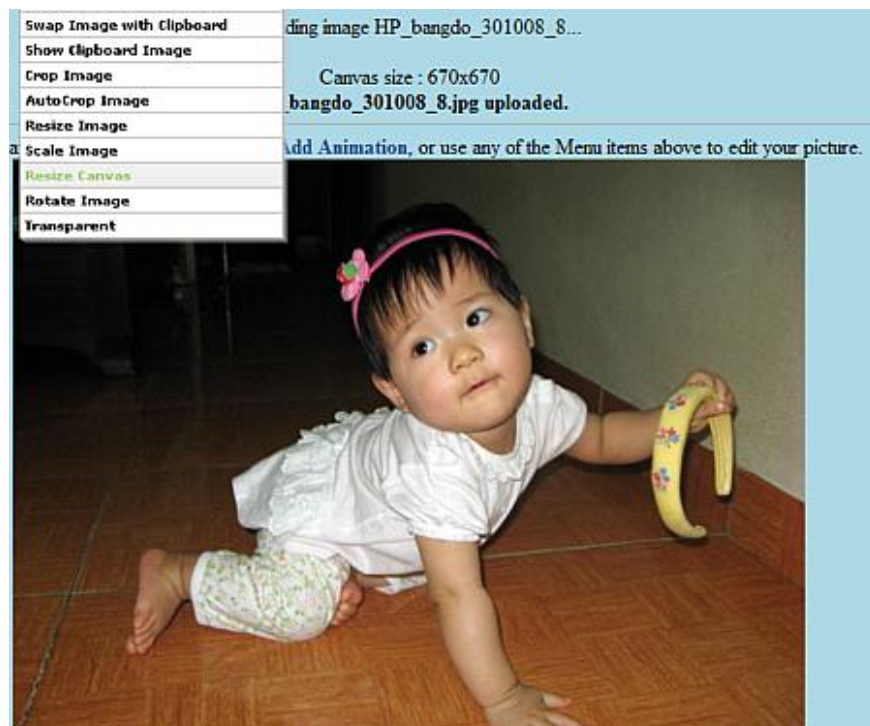 Swap Image with Clipboard
ding image HP_bangdo_301008_8...
Show Clipboard Image
Crop Image
Canvas size : 670x670
AutoCrop Image
_bangdo_301008_8.jpg uploaded.
Resize Image
Scale Image
Add Animation, or use any of the Menu items above to edit your picture.
Resize Canvas
Rotate Image
Transparent